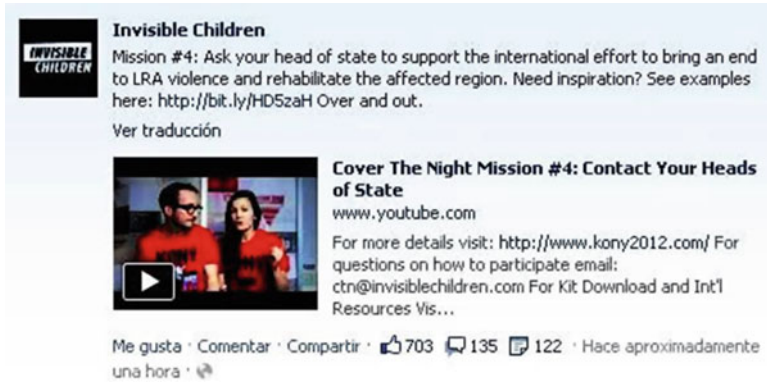 INVISIBLE
CHILDREN
Invisible Children
Mission #4: Ask your head of state to support the international effort to bring an end
to LRA violence and rehabilitate the affected region. Need inspiration? See examples
here: http://bit.ly/HD5zaH Over and out.
Ver traducción
KONY
Cover The Night Mission #4: Contact Your Heads
of State
www.youtube.com
For more details visit: http://www.kony2012.com/ For
questions on how to participate email:
ctn@invisiblechildren.com For Kit Download and Int'l
Resources Vis...
Me gusta · Comentar · Compartir · 703 135 122 · Hace aproximadamente
una hora ·